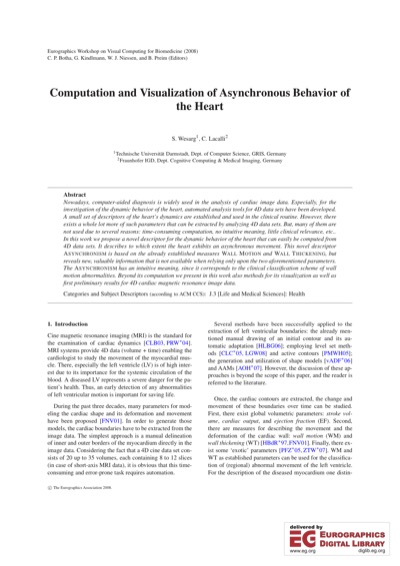 Eurographics Workshop on Visual Computing for Biomedicine (2008)
C. P. Botha, G. Kindlmann, W. J. Niessen, and B. Preim (Editors)
Computation and Visualization of Asynchronous Behavior of
the Heart
S. Wesarg1, C. Lacalli2
1Technische Universität Darmstadt, Dept. of Computer Science, GRIS, Germany
2Fraunhofer IGD, Dept. Cognitive Computing & Medical Imaging, Germany
Abstract
Nowadays, computer-aided diagnosis is widely used in the analysis of cardiac image data. Especially, for the
investigation of the dynamic behavior of the heart, automated analysis tools for 4D data sets have been developed.
A small set of descriptors of the heart's dynamics are established and used in the clinical routine. However, there
exists a whole lot more of such parameters that can be extracted by analyzing 4D data sets. But, many of them are
not used due to several reasons: time-consuming computation, no intuitive meaning, little clinical relevance, etc..
In this work we propose a novel descriptor for the dynamic behavior of the heart that can easily be computed from
4D data sets. It describes to which extent the heart exhibits an asynchronous movement. This novel descriptor
ASYNCHRONISM is based on the already established measures WALL MOTION and WALL THICKENING, but
reveals new, valuable information that is not available when relying only upon the two aforementioned parameters.
The ASYNCHRONISM has an intuitive meaning, since it corresponds to the clinical classification scheme of wall
motion abnormalities. Beyond its computation we present in this work also methods for its visualization as well as
first preliminary results for 4D cardiac magnetic resonance image data.
Categories and Subject Descriptors (according to ACM CCS): J.3 [Life and Medical Sciences]: Health
1. Introduction
Cine magnetic resonance imaging (MRI) is the standard for
the examination of cardiac dynamics [CLB03, PRW*04].
MRI systems provide 4D data (volume + time) enabling the
cardiologist to study the movement of the myocardial mus-
cle. There, especially the left ventricle (LV) is of high inter-
est due to its importance for the systemic circulation of the
blood. A diseased LV represents a severe danger for the pa-
tient's health. Thus, an early detection of any abnormalities
of left ventricular motion is important for saving life.
During the past three decades, many parameters for mod-
eling the cardiac shape and its deformation and movement
have been proposed [FNV01]. In order to generate those
models, the cardiac boundaries have to be extracted from the
image data. The simplest approach is a manual delineation
of inner and outer borders of the myocardium directly in the
image data. Considering the fact that a 4D cine data set con-
sists of 20 up to 35 volumes, each containing 8 to 12 slices
(in case of short-axis MRI data), it is obvious that this time-
consuming and error-prone task requires automation.
Several methods have been successfully applied to the
extraction of left ventricular boundaries: the already men-
tioned manual drawing of an initial contour and its au-
tomatic adaptation [HLBG06]; employing level set meth-
ods [CLC*05, LGW08] and active contours [PMWH05];
the generation and utilization of shape models [vADF*06]
and AAMs [AOH*07]. However, the discussion of these ap-
proaches is beyond the scope of this paper, and the reader is
referred to the literature.
Once, the cardiac contours are extracted, the change and
movement of these boundaries over time can be studied.
First, there exist global volumetric parameters: stroke vol-
ume, cardiac output, and ejection fraction (EF). Second,
there are measures for describing the movement and the
deformation of the cardiac wall: wall motion (WM) and
wall thickening (WT) [HBdR*97, FNV01]. Finally, there ex-
ist some 'exotic' parameters [PFZ*05, ZTW*07]. WM and
WT as established parameters can be used for the classifica-
tion of (regional) abnormal movement of the left ventricle.
For the description of the diseased myocardium one distin-
© The Eurographics Association 2008.
delivered by
EG EUROGRAPHICS
DIGITAL LIBRARY
www.eg.org diglib.eg.org